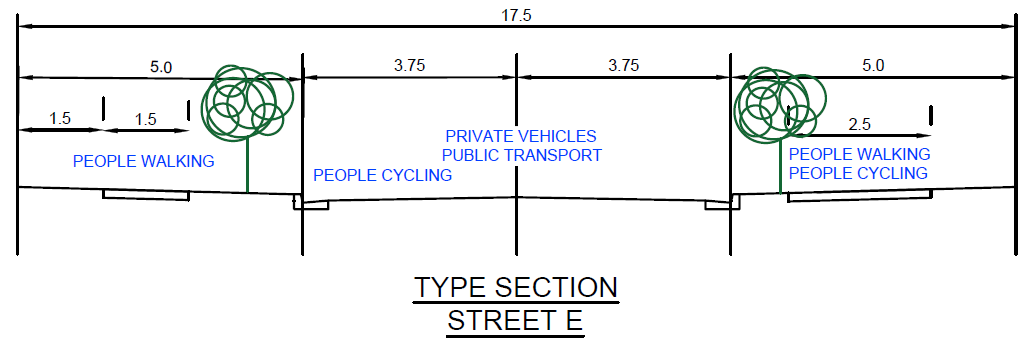 17.5
5.0
3.75
3.75
5.0
1.5
1.5
2.5
PEOPLE WALKING
PRIVATE VEHICLES
PUBLIC TRANSPORT
PEOPLE CYCLING
PEOPLE WALKING
PEOPLE CYCLING
TYPE SECTION
STREET E